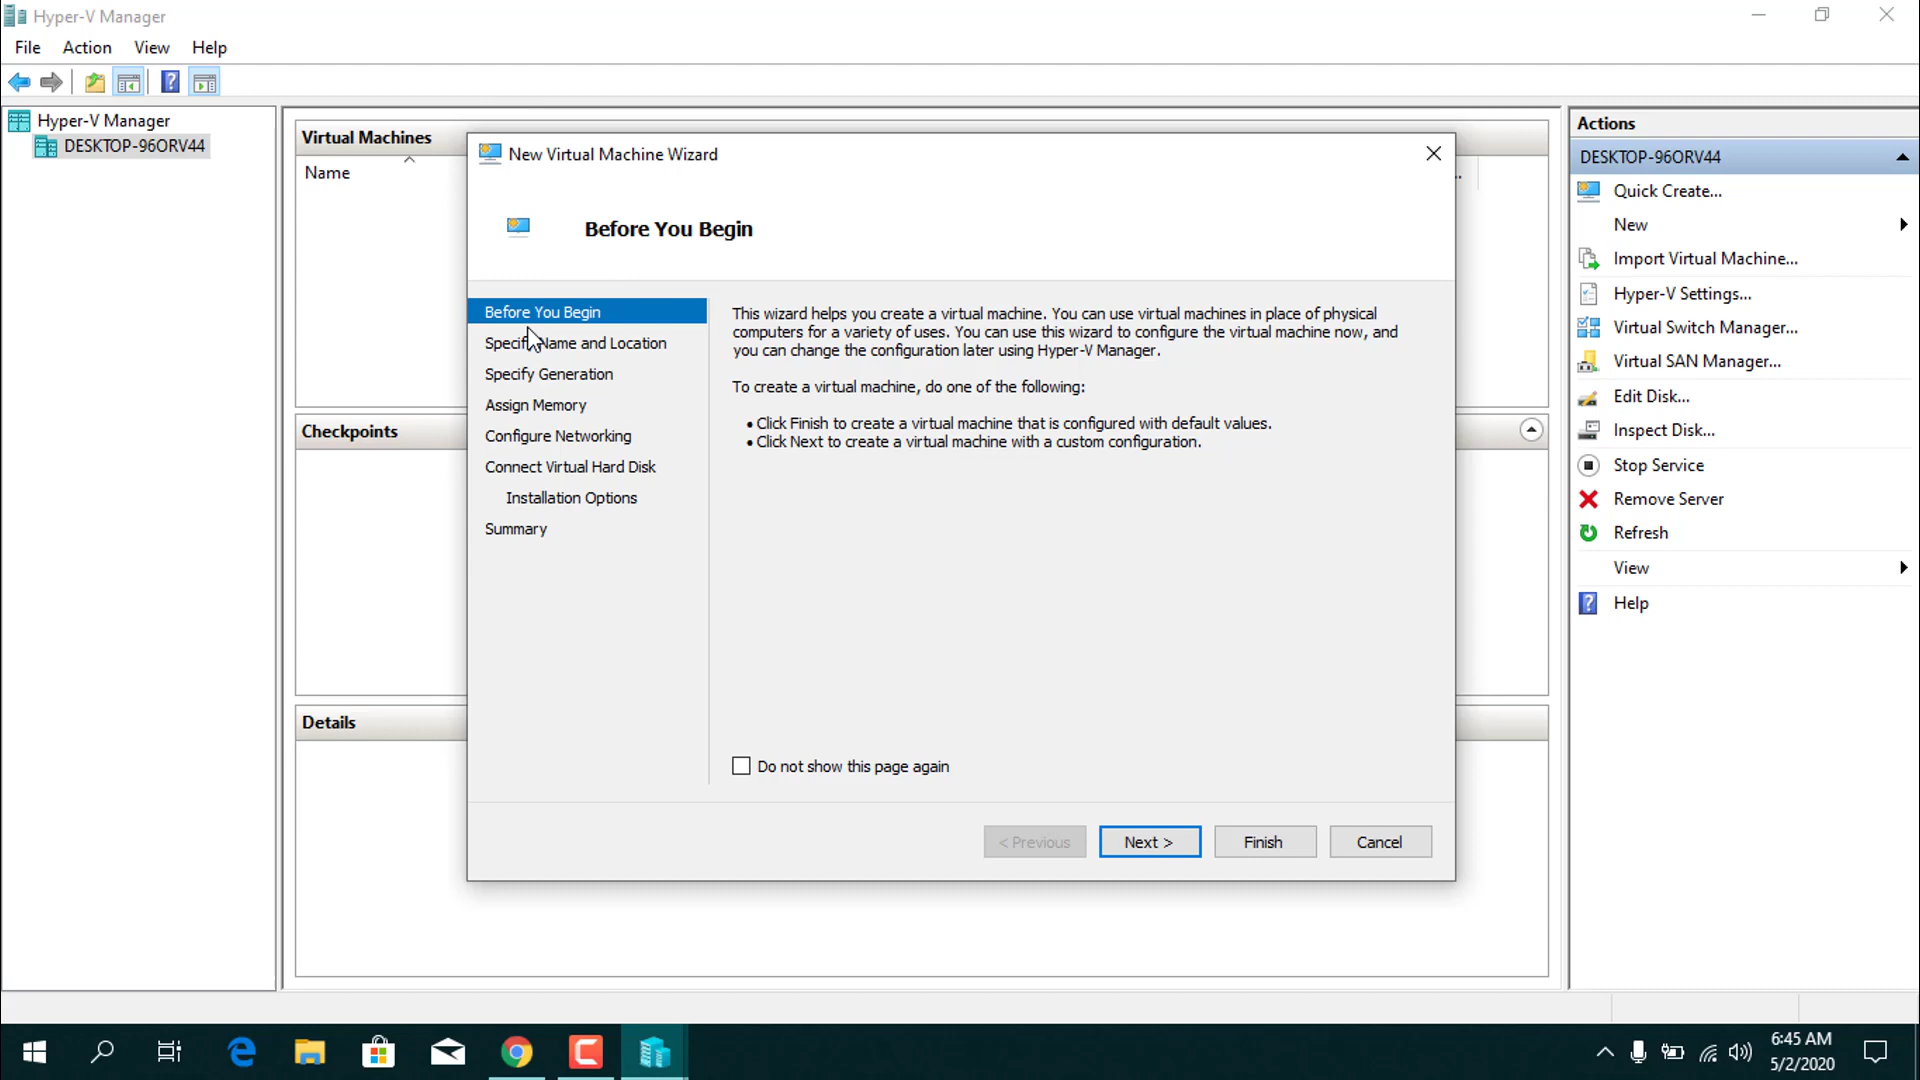 Hyper-V Manager
File Action View Help
Hyper-V Manager
DESKTOP-96ORV44
Virtual Machines
Name
Checkpoints
Details
New Virtual Machine Wizard
Before You Begin
Before You Begin
Specify Name and Location
Specify Generation
Assign Memory
Configure Networking
Connect Virtual Hard Disk
Installation Options
Summary
This wizard helps you create a virtual machine. You can use virtual machines in place of physical
computers for a variety of uses. You can use this wizard to configure the virtual machine now, and
you can change the configuration later using Hyper-V Manager.
To create a virtual machine, do one of the following:
• Click Finish to create a virtual machine that is configured with default values.
• Click Next to create a virtual machine with a custom configuration.
Do not show this page again
< Previous Next > Finish Cancel
Actions
DESKTOP-96ORV44
Quick Create...
New
Import Virtual Machine...
Hyper-V Settings...
Virtual Switch Manager...
Virtual SAN Manager...
Edit Disk...
Inspect Disk...
Stop Service
Remove Server
Refresh
View
Help
6:45 AM
5/2/2020